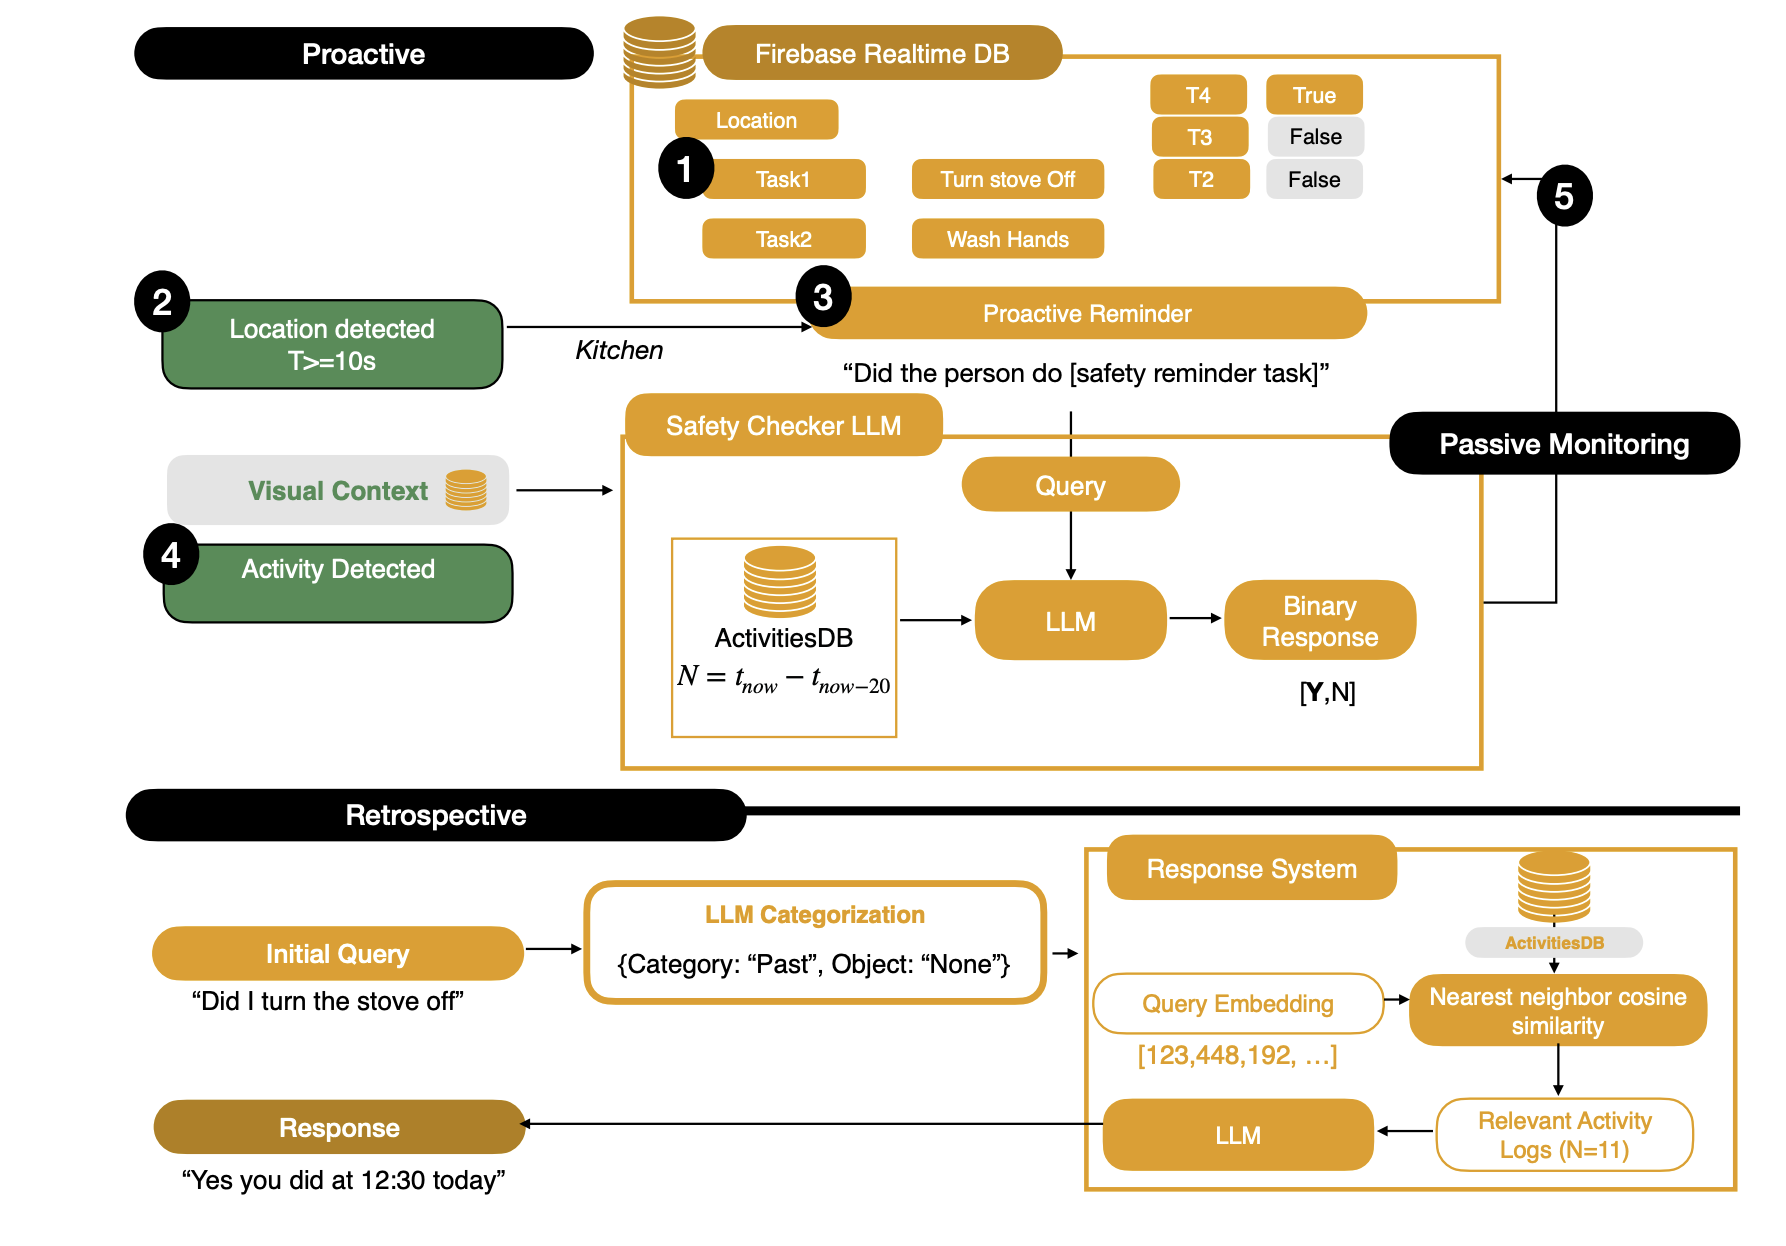 Proactive
Firebase Realtime DB
Location
T4 True
T3 False
1
Task1 Turn stove Off T2 False
5
Task2 Wash Hands
2
Location detected
T>=10s
Kitchen
3
Proactive Reminder
“Did the person do [safety reminder task]”
Safety Checker LLM
Passive Monitoring
Visual Context
Query
4
Activity Detected
ActivitiesDB
N = tnow − tnow−20
LLM
Binary
Response
[Y,N]
Retrospective
Initial Query
“Did I turn the stove off”
LLM Categorization
{Category: “Past”, Object: “None”}
Response System
ActivitiesDB
Query Embedding
[123,448,192, …]
Nearest neighbor cosine
similarity
Relevant Activity
Logs (N=11)
LLM
Response
“Yes you did at 12:30 today”